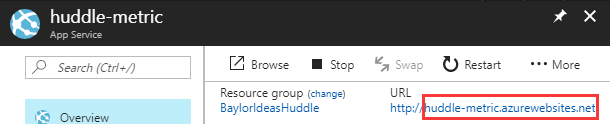 huddle-metric
App Service
Search (Ctrl+/)
Browse Stop Swap Restart More
Resource group (change) URL
BaylorIdeasHuddle http://huddle-metric.azurewebsites.net
Overview